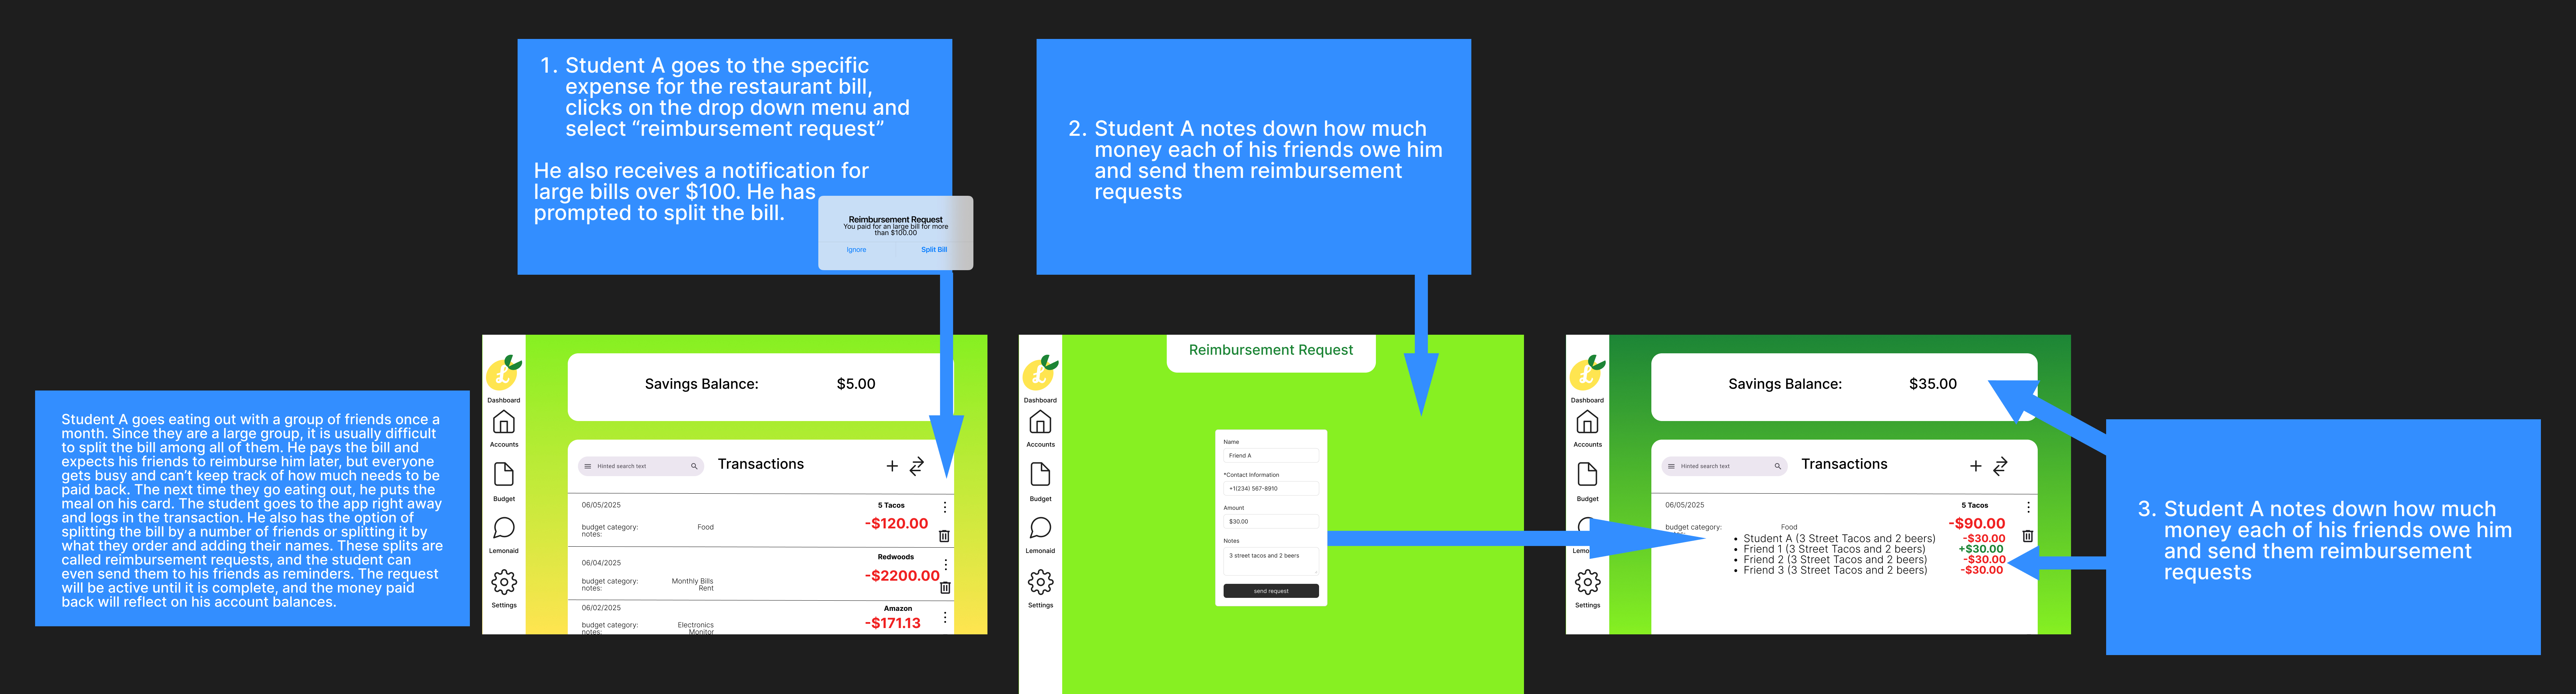 Student A goes eating out with a group of friends once a
month. Since they are a large group, it is usually difficult
to split the bill among all of them. He pays the bill and
expects his friends to reimburse him later, but everyone
gets busy and can't keep track of how much needs to be
paid back. The next time they go eating out, he puts the
meal on his card. The student goes to the app right away
and logs in the transaction. He also has the option of
splitting the bill by a number of friends or splitting it by
what they order and adding their names. These splits are
called reimbursement requests, and the student can
even send them to his friends as reminders. The request
will be active until it is complete, and the money paid
back will reflect on his account balances.
1. Student A goes to the specific
expense for the restaurant bill,
clicks on the drop down menu and
select “reimbursement request”
He also receives a notification for
large bills over $100. He has
prompted to split the bill.
Reimbursement Request
You paid for an large bill for more
than $100.00
Ignore
Split Bill
Dashboard
Accounts
Budget
Lemonaid
Settings
Savings Balance: $5.00
Hinted search text
Transactions
06/05/2025
5 Tacos
-$120.00
budget category: Food
notes:
06/04/2025
Redwoods
-$2200.00
budget category: Monthly Bills
notes: Rent
06/02/2025
Amazon
-$171.13
budget category: Electronics
notes: Monitor
2. Student A notes down how much
money each of his friends owe him
and send them reimbursement
requests
Dashboard
Accounts
Budget
Lemonaid
Settings
Reimbursement Request
Name
Friend A
*Contact Information
+1(234) 567-8910
Amount
$30.00
Notes
3 street tacos and 2 beers
send request
Dashboard
Accounts
Budget
Lemo
Settings
Savings Balance: $35.00
Hinted search text
Transactions
06/05/2025
5 Tacos
-$90.00
budget category: Food
• Student A (3 Street Tacos and 2 beers) -$30.00
• Friend 1 (3 Street Tacos and 2 beers) +$30.00
• Friend 2 (3 Street Tacos and 2 beers) -$30.00
• Friend 3 (3 Street Tacos and 2 beers) -$30.00
3. Student A notes down how much
money each of his friends owe him
and send them reimbursement
requests